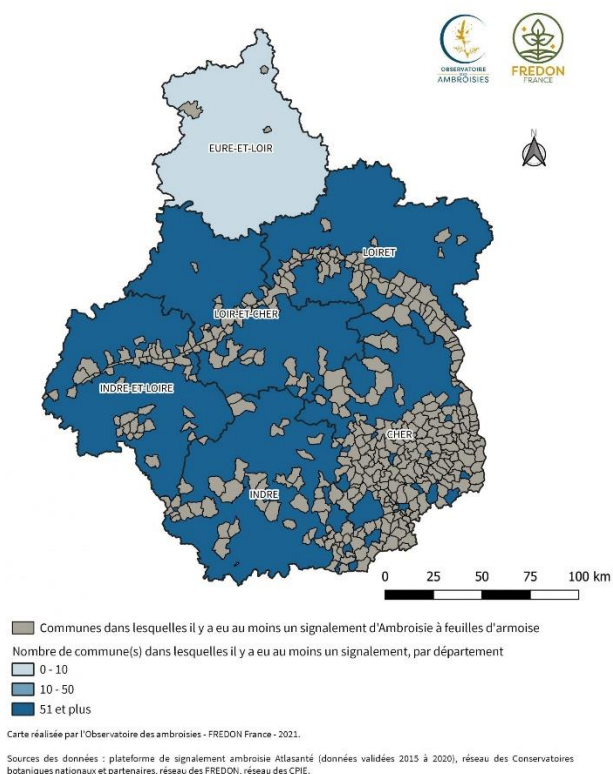 OBSERVATOIRE
DES
AMBROISIES
FREDON
FRANCE
N
EURE-ET-LOIR
LOIRET
LOIR-ET-CHER
INDRE-ET-LOIRE
CHER
INDRE
0 25 50 75 100 km
Communes dans lesquelles il y a eu au moins un signalement d'Ambroisie à feuilles d'armoise
Nombre de commune(s) dans lesquelles il y a eu au moins un signalement, par département
0 - 10
10 - 50
51 et plus
Carte réalisée par l'Observatoire des ambroisies - FREDON France - 2021.
Sources des données : plateforme de signalement ambroisie Atlasanté (données validées 2015 à 2020), réseau des Conservatoires
botaniques nationaux et partenaires, réseau des FREDON, réseau des CPIE.